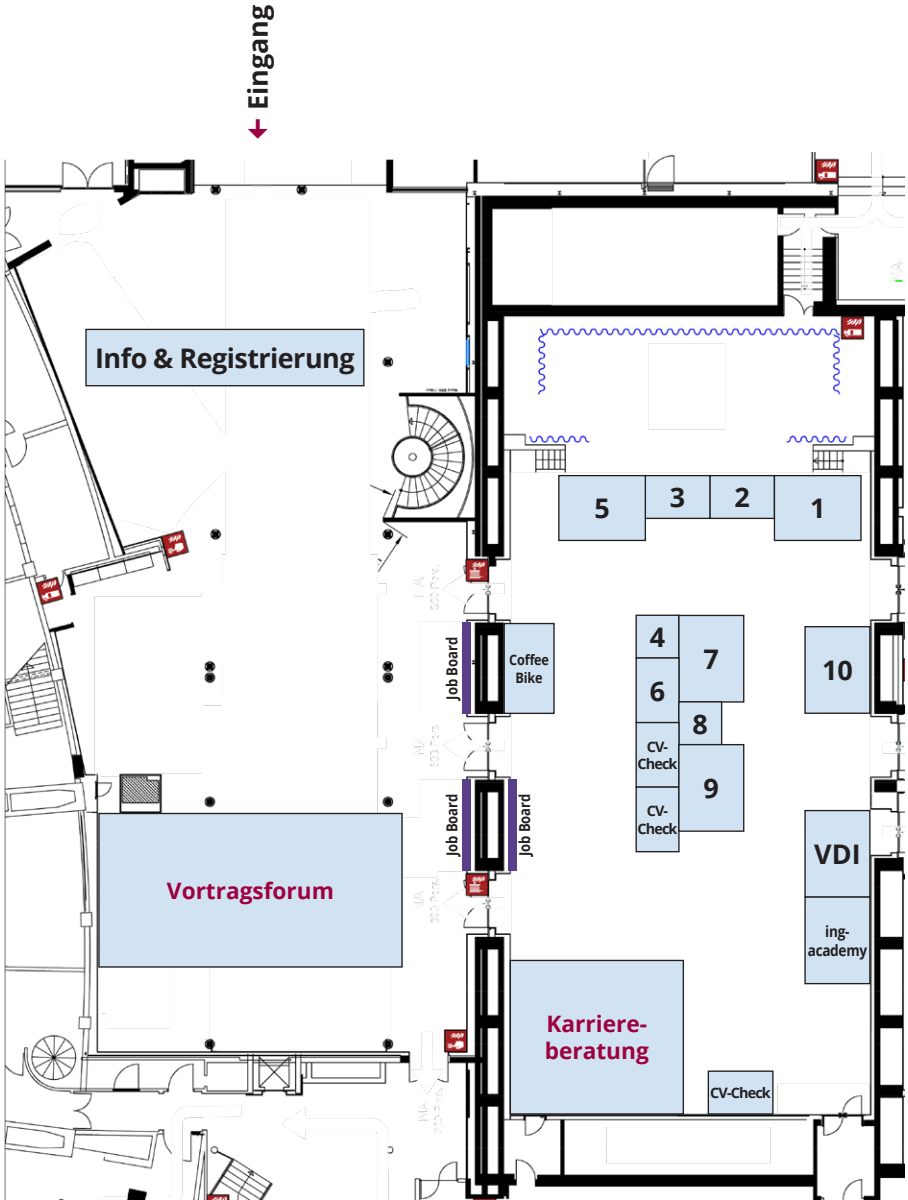 Eingang
Info & Registrierung
5
3
2
1
Job Board
Coffee
Bike
4
7
10
6
8
CV-
Check
9
CV-
Check
Job Board
Job Board
VDI
Vortragsforum
ing-
academy
Karriere-
beratung
CV-Check